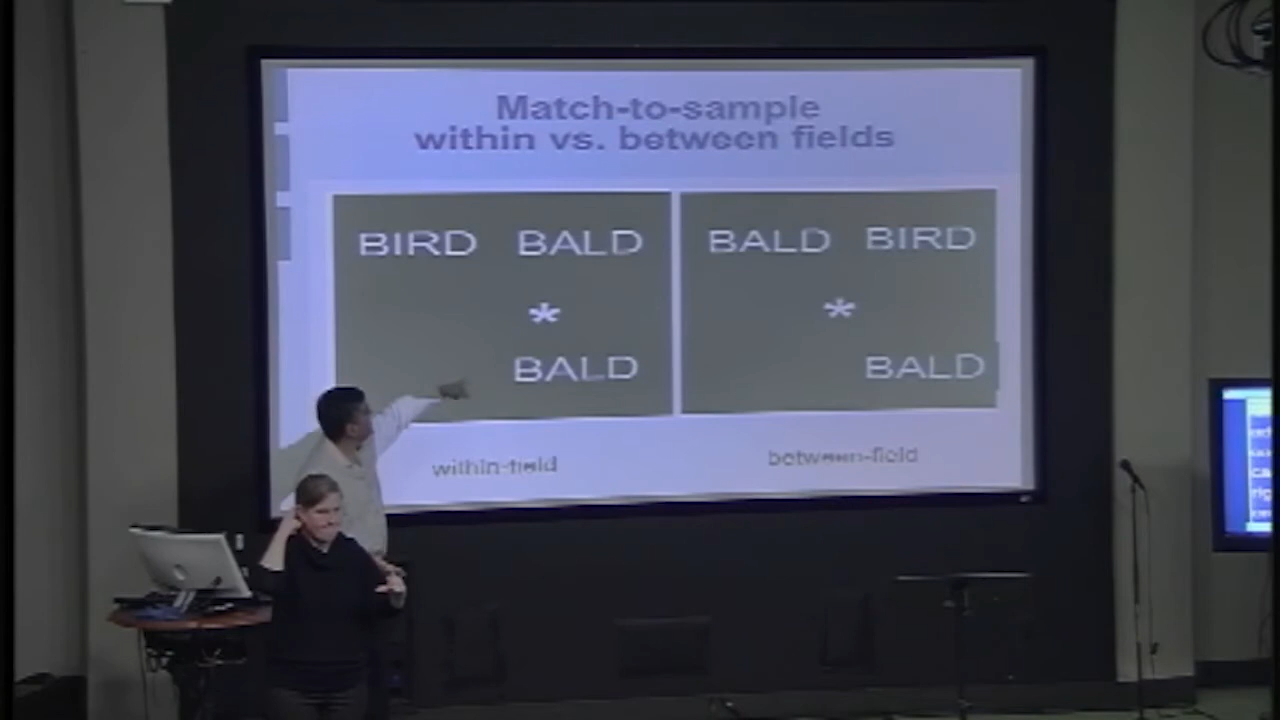 Match-to-sample
within vs. between fields
BIRD BALD
*
BALD
BALD BIRD
*
BALD
within-field
between-field